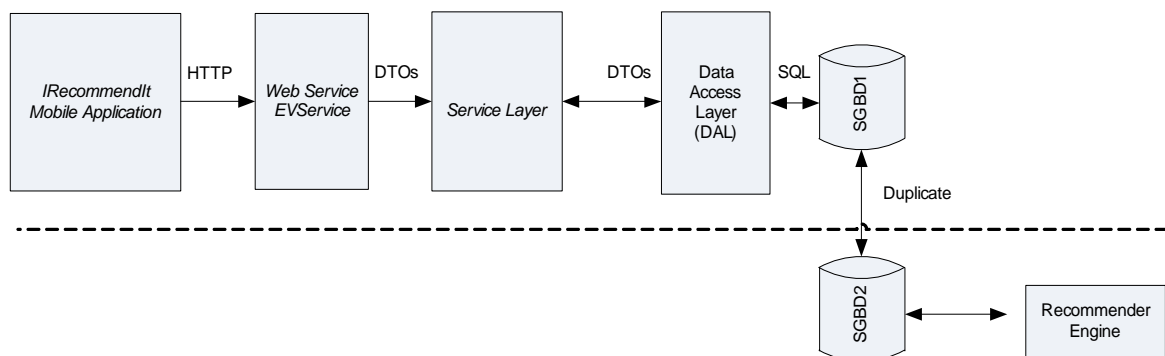 IRecommendIt
Mobile Application
HTTP
Web Service
EVService
DTOs
Service Layer
DTOs
Data
Access
Layer
(DAL)
SQL
SGBD1
Duplicate
SGBD2
Recommender
Engine